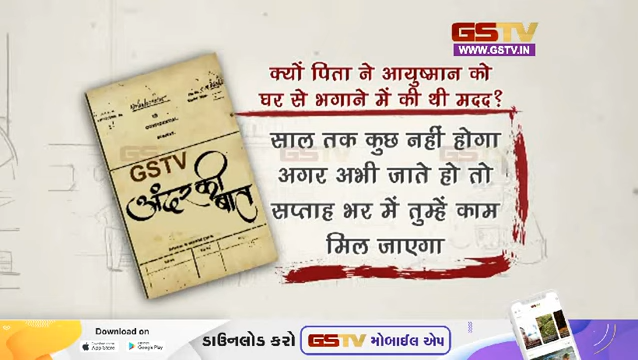 GSTV
WWW.GSTV.IN
क्यों पिता ने आयुष्मान को
घर से भगाने में की थी मदद?
GSTV
अंदर की बात
साल तक कुछ नहीं होगा
अगर अभी जाते हो तो
सप्ताह भर में तुम्हें काम
मिल जाएगा
Download on
App Store
Google Play
ડાઉનલોડ કરો GSTV મોબાઈલ એપ